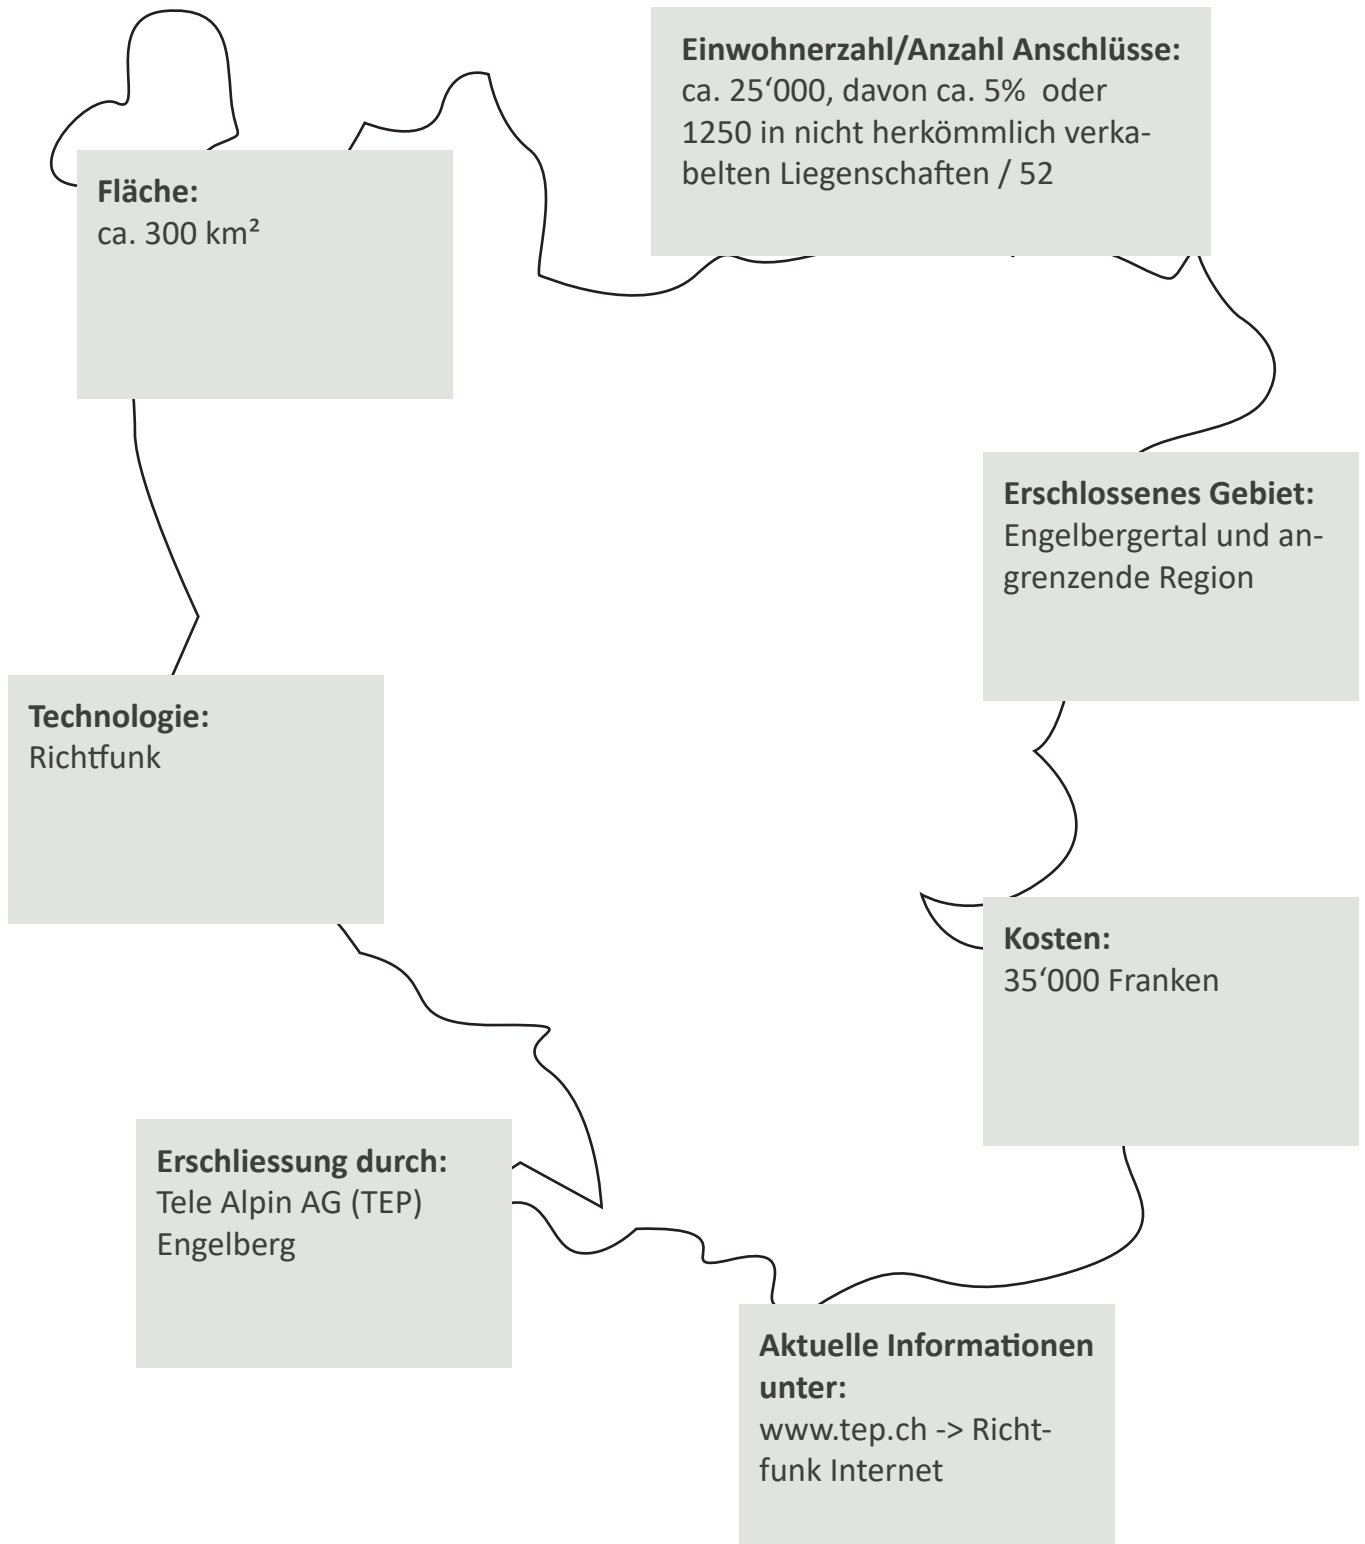 Einwohnerzahl/Anzahl Anschlüsse:
ca. 25‘000, davon ca. 5%  oder
1250 in nicht herkömmlich verka-
belten Liegenschaften / 52
Fläche:
ca. 300 km²
Erschlossenes Gebiet:
Engelbergertal und an-
grenzende Region
Technologie:
Richtfunk
Kosten:
35‘000 Franken
Erschliessung durch:
Tele Alpin AG (TEP)
Engelberg
Aktuelle Informationen
unter:
www.tep.ch -> Richt-
funk Internet